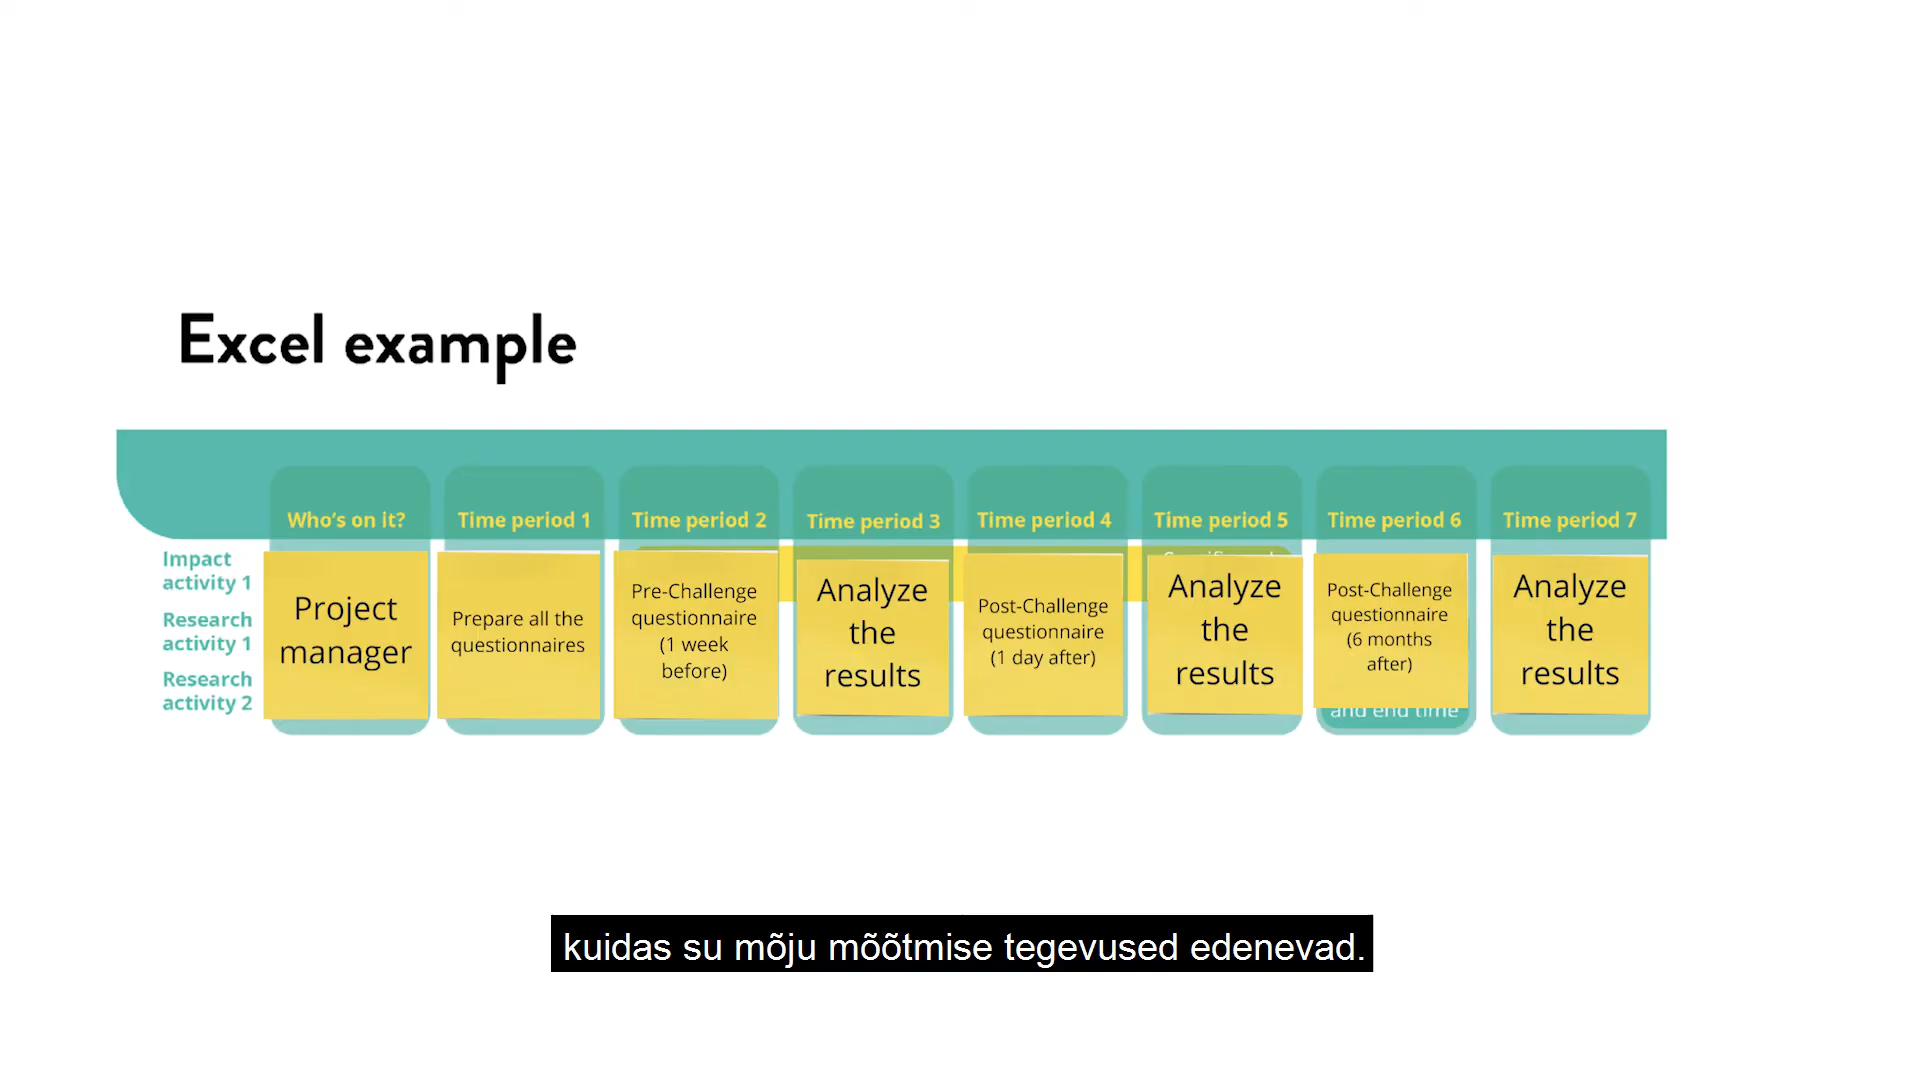 Excel example
Who's on it?
Time period 1
Time period 2
Time period 3
Time period 4
Time period 5
Time period 6
Time period 7
Impact
activity 1
Research
activity 1
Research
activity 2
Project
manager
Prepare all the
questionnaires
Pre-Challenge
questionnaire
(1 week
before)
Analyze
the
results
Post-Challenge
questionnaire
(1 day after)
Analyze
the
results
Post-Challenge
questionnaire
(6 months
after)
and end time
Analyze
the
results
kuidas su mõju mõõtmise tegevused edenevad.